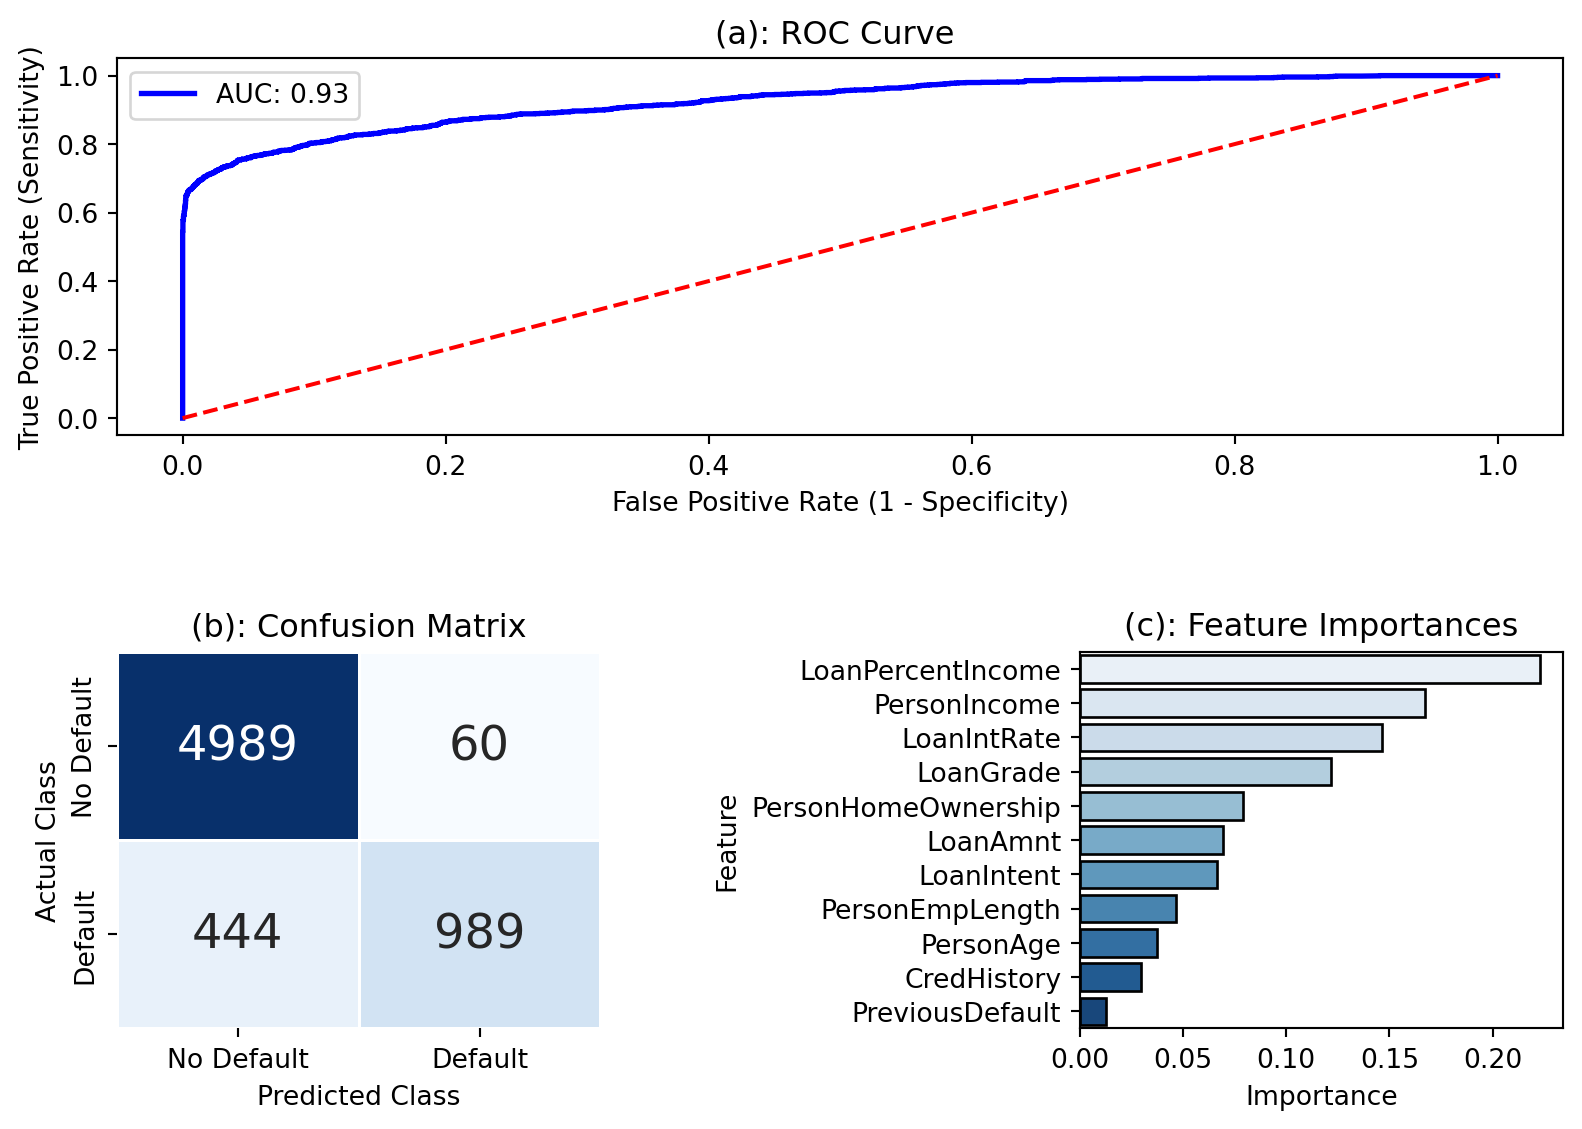 (a): ROC Curve
True Positive Rate (Sensitivity)
1.0
0.8
0.6
0.4
0.2
0.0
AUC: 0.93
0.0 0.2 0.4 0.6 0.8 1.0
False Positive Rate (1 - Specificity)
(b): Confusion Matrix
Actual Class
No Default
Default
4989 60
444 989
No Default Default
Predicted Class
(c): Feature Importances
Feature
LoanPercentIncome
PersonIncome
LoanIntRate
LoanGrade
PersonHomeOwnership
LoanAmnt
LoanIntent
PersonEmpLength
PersonAge
CredHistory
PreviousDefault
0.00 0.05 0.10 0.15 0.20
Importance